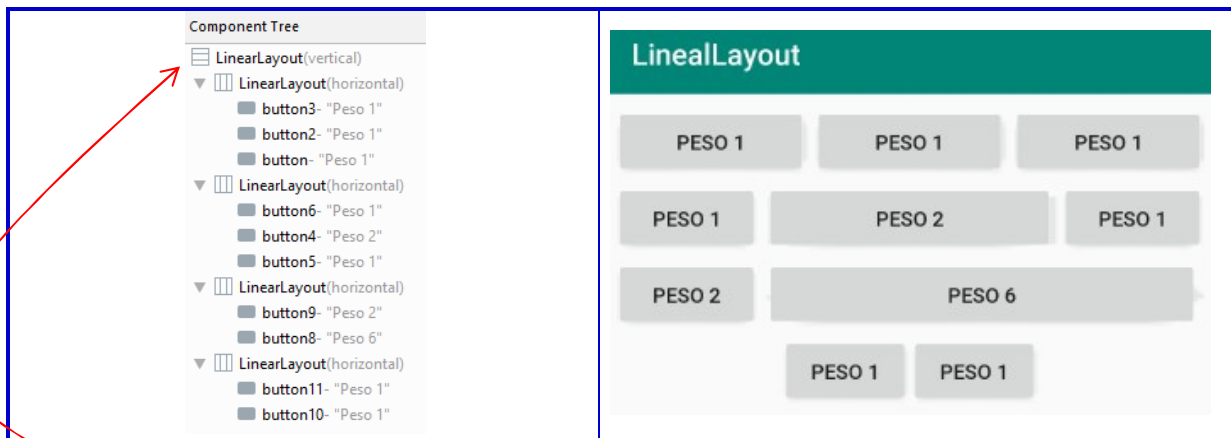 Component Tree
LinearLayout(vertical)
LinearLayout(horizontal)
button3- "Peso 1"
button2- "Peso 1"
button- "Peso 1"
LinearLayout(horizontal)
button6- "Peso 1"
button4- "Peso 2"
button5- "Peso 1"
LinearLayout(horizontal)
button9- "Peso 2"
button8- "Peso 6"
LinearLayout(horizontal)
button11- "Peso 1"
button10- "Peso 1"
LinealLayout
PESO 1 PESO 1 PESO 1
PESO 1 PESO 2 PESO 1
PESO 2 PESO 6
PESO 1 PESO 1